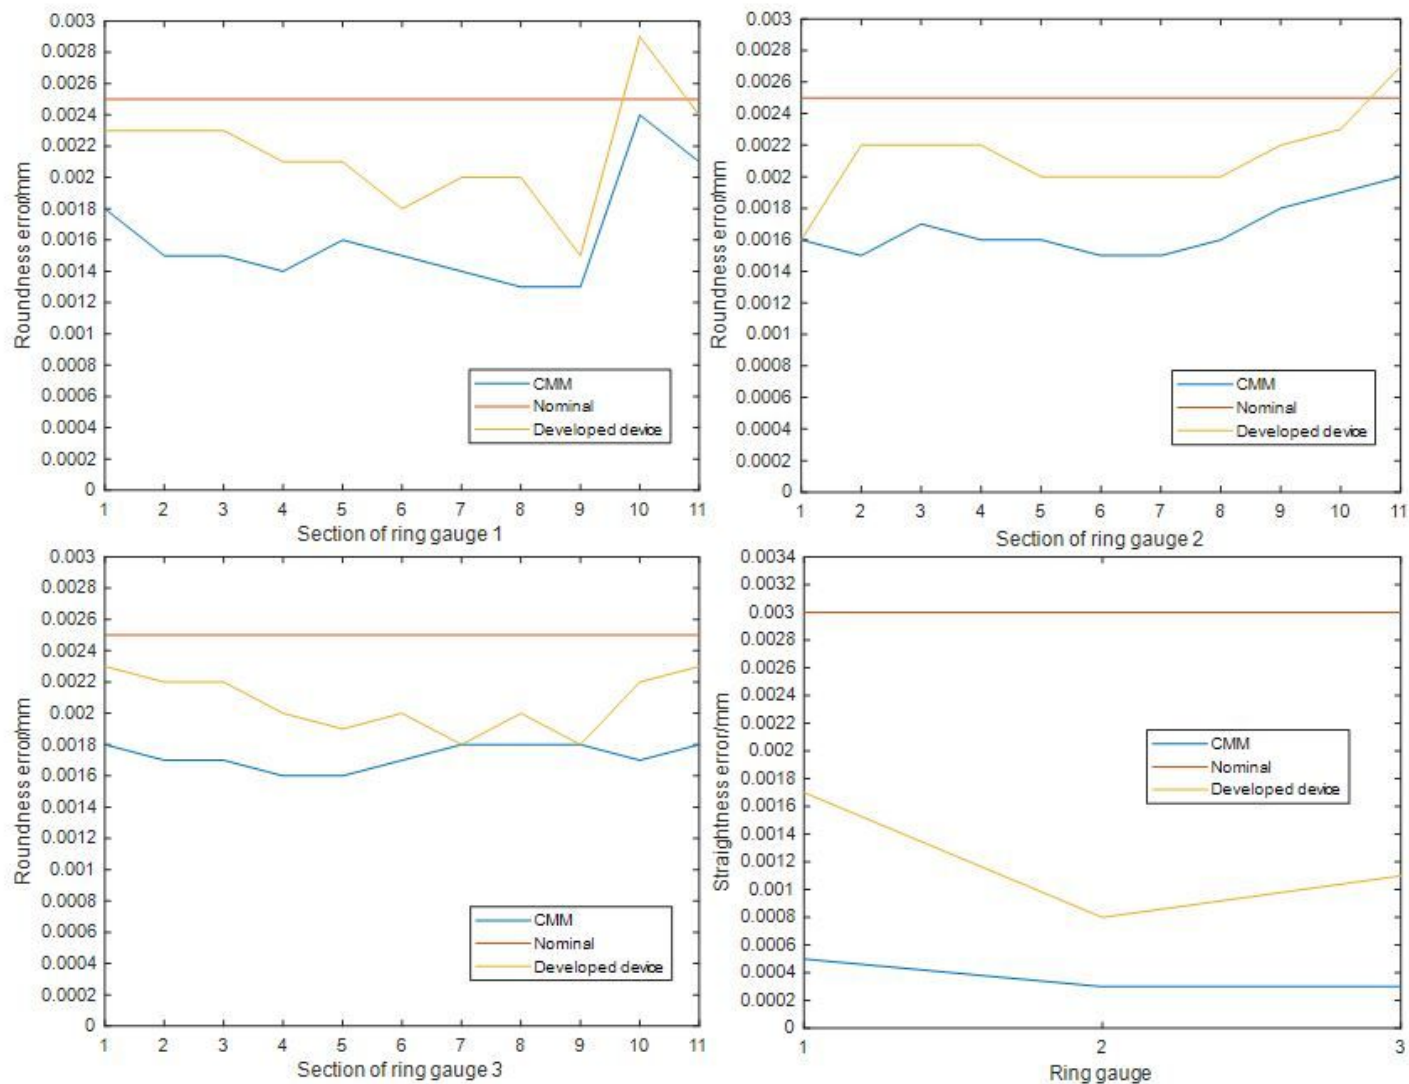 0.003
0.0028
0.0026
0.0024
0.0022
0.002
0.0018
0.0016
0.0014
0.0012
0.001
0.0008
0.0006
0.0004
0.0002
0
Roundness error/mm
CMM
Nominal
Developed device
1 2 3 4 5 6 7 8 9 10 11
Section of ring gauge 1
0.003
0.0028
0.0026
0.0024
0.0022
0.002
0.0018
0.0016
0.0014
0.0012
0.001
0.0008
0.0006
0.0004
0.0002
0
Roundness error/mm
CMM
Nominal
Developed device
1 2 3 4 5 6 7 8 9 10 11
Section of ring gauge 2
0.003
0.0028
0.0026
0.0024
0.0022
0.002
0.0018
0.0016
0.0014
0.0012
0.001
0.0008
0.0006
0.0004
0.0002
0
Roundness error/mm
CMM
Nominal
Developed device
1 2 3 4 5 6 7 8 9 10 11
Section of ring gauge 3
0.0034
0.0032
0.003
0.0028
0.0026
0.0024
0.0022
0.002
0.0018
0.0016
0.0014
0.0012
0.001
0.0008
0.0006
0.0004
0.0002
0
Straightness error/mm
CMM
Nominal
Developed device
1 2 3
Ring gauge